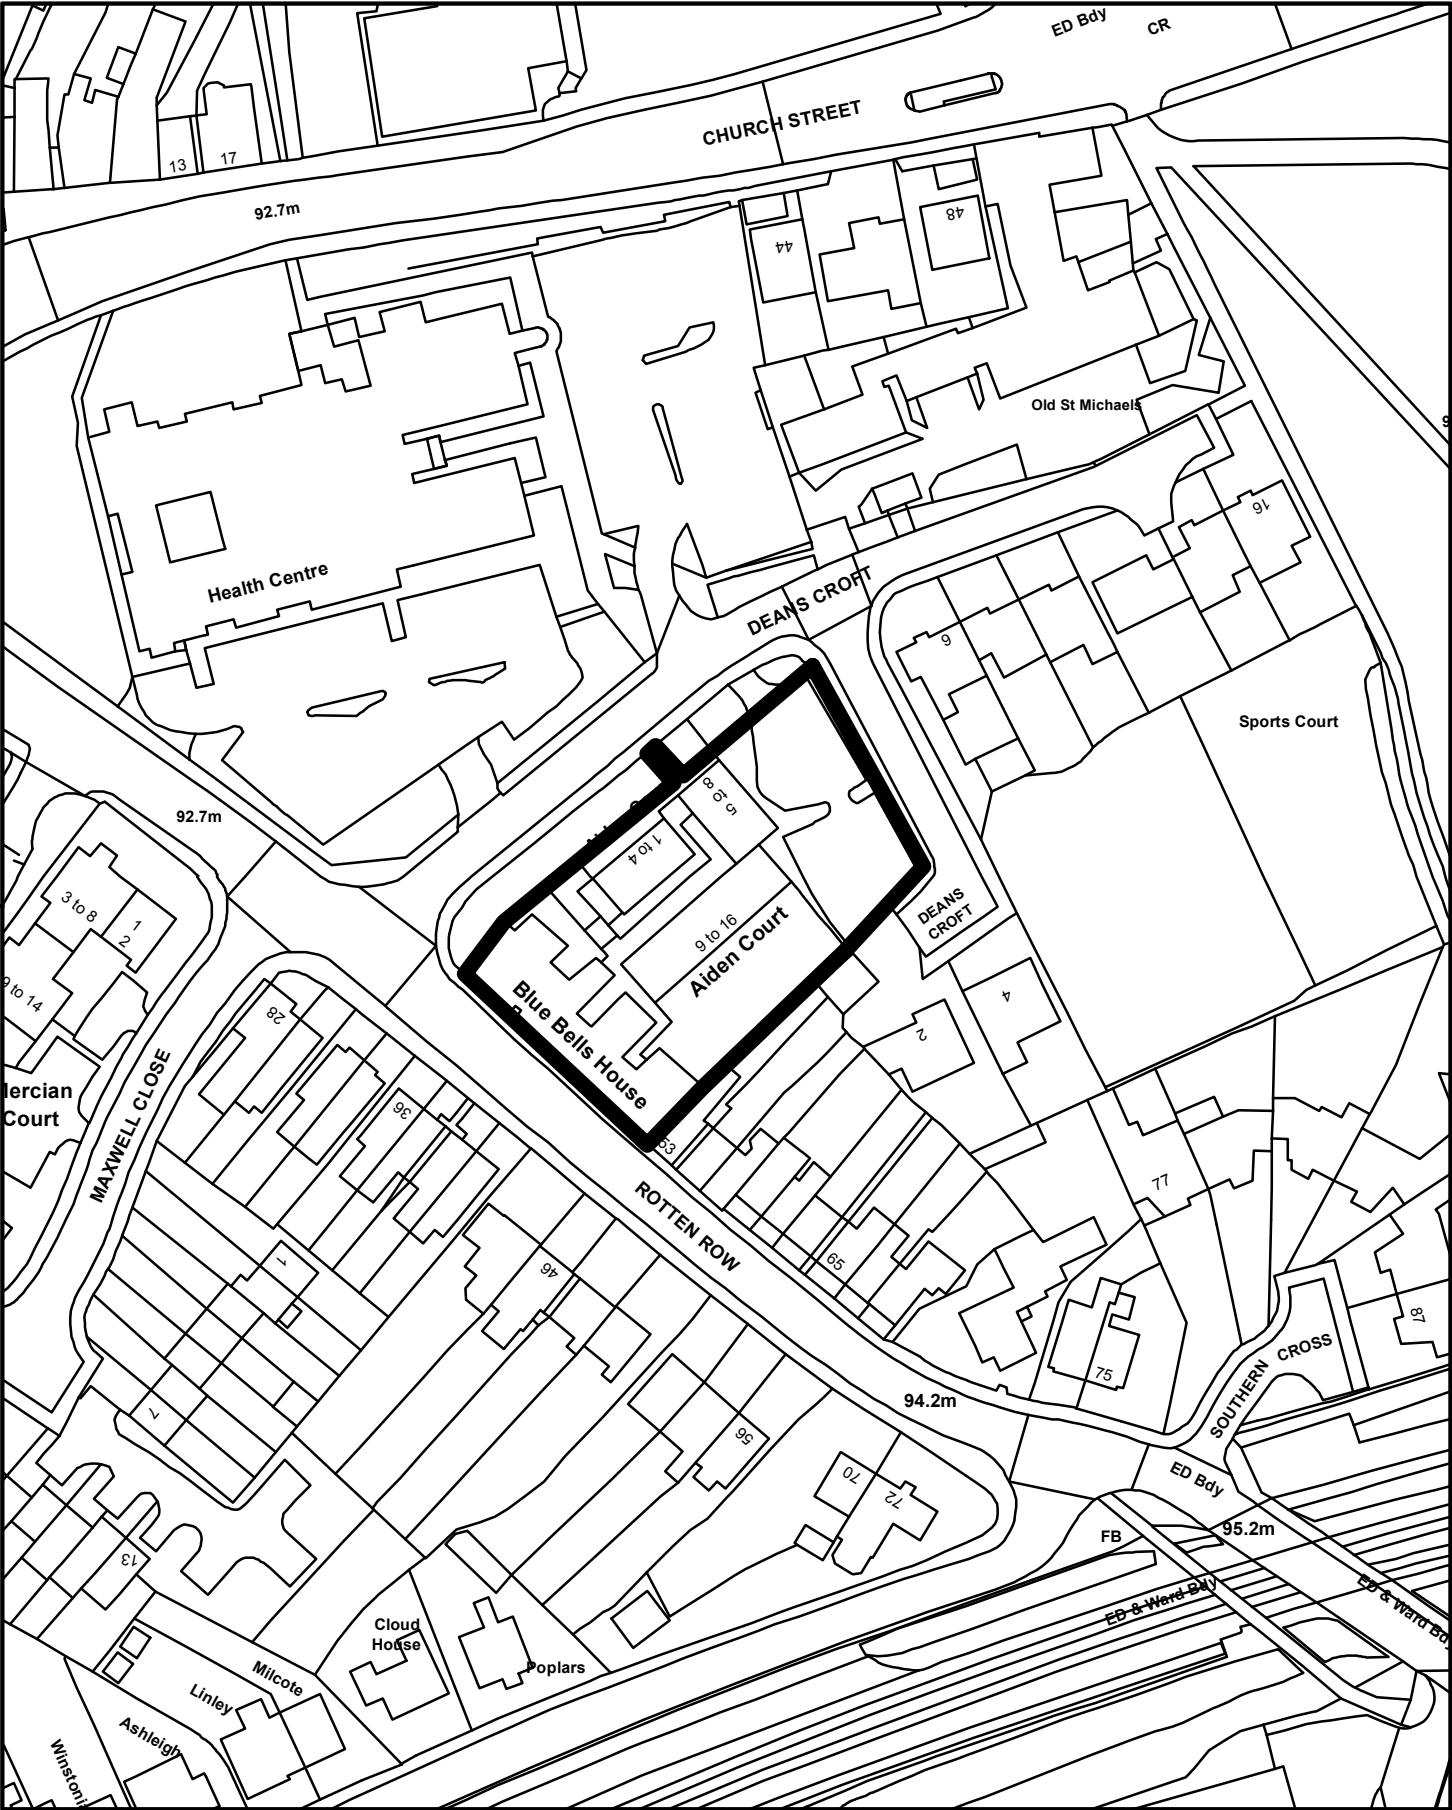 ED Bdy
CR
CHURCH STREET
13
17
92.7m
44
48
Old St Michaels
16
Health Centre
DEANS CROFT
6
Sports Court
92.7m
5 to 8
1 to 4
9 to 16
Aiden Court
DEANS
CROFT
3 to 8
1
2
9 to 14
Blue Bells House
28
4
2
lercian
Court
MAXWELL CLOSE
36
53
ROTTEN ROW
77
1
46
65
87
SOUTHERN
CROSS
75
94.2m
7
56
70
72
ED Bdy
95.2m
FB
13
ED & Ward Bdy
ED & Ward Bdy
Cloud
House
Poplars
Milcote
Linley
Ashleigh
Winstoni